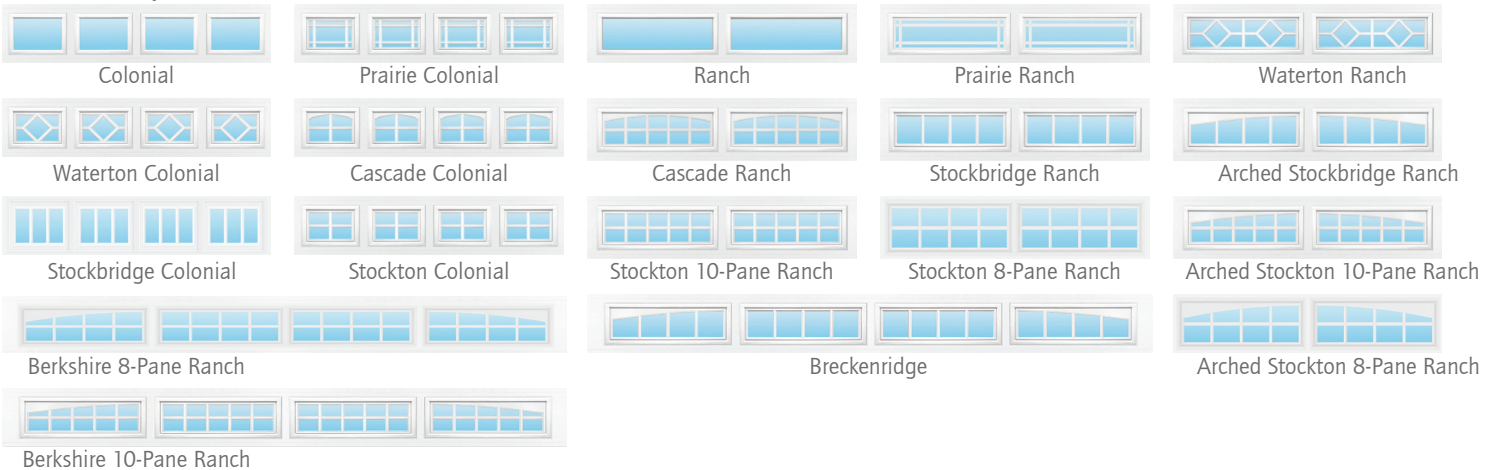 Colonial
Prairie Colonial
Ranch
Prairie Ranch
Waterton Ranch
Waterton Colonial
Cascade Colonial
Cascade Ranch
Stockbridge Ranch
Arched Stockbridge Ranch
Stockbridge Colonial
Stockton Colonial
Stockton 10-Pane Ranch
Stockton 8-Pane Ranch
Arched Stockton 10-Pane Ranch
Berkshire 8-Pane Ranch
Breckenridge
Arched Stockton 8-Pane Ranch
Berkshire 10-Pane Ranch